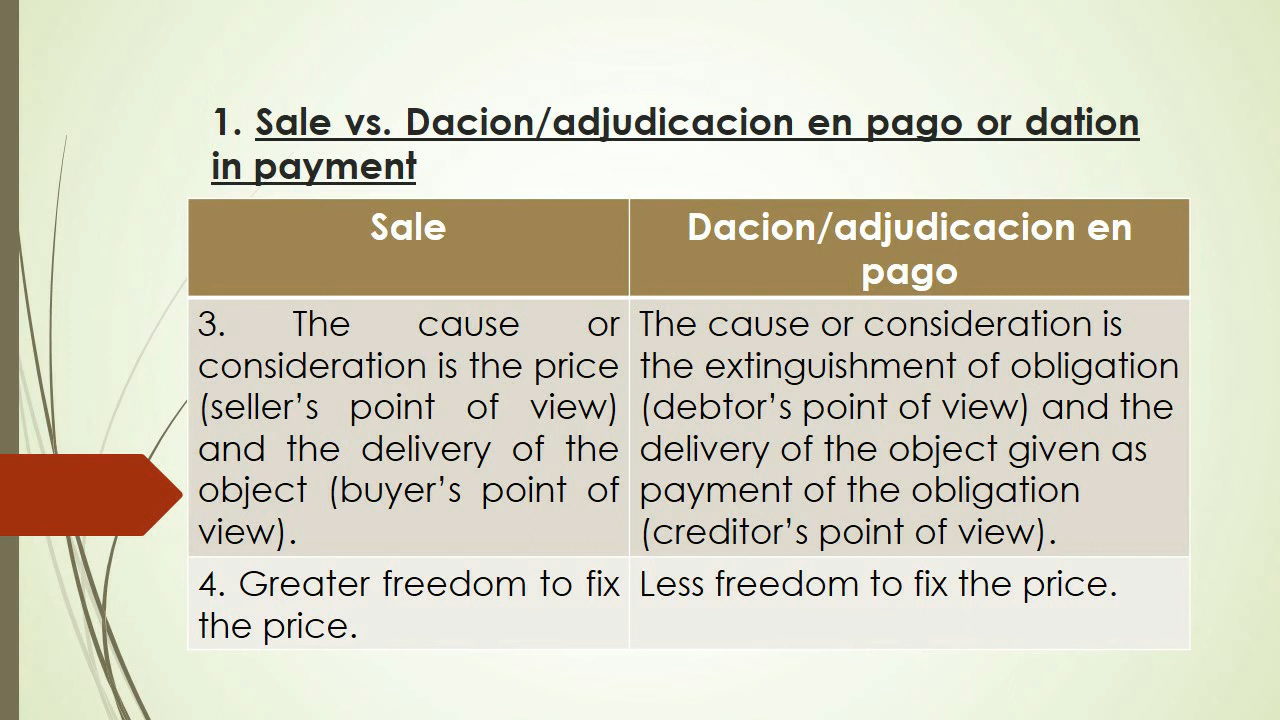 1. Sale vs. Dacion/adjudicacion en pago or dation
in payment
Sale
Dacion/adjudicacion en
pago
3. The cause or
consideration is the price
(seller’s point of view)
and the delivery of the
object (buyer’s point of
view).
The cause or consideration is
the extinguishment of obligation
(debtor’s point of view) and the
delivery of the object given as
payment of the obligation
(creditor’s point of view).
4. Greater freedom to fix
the price.
Less freedom to fix the price.